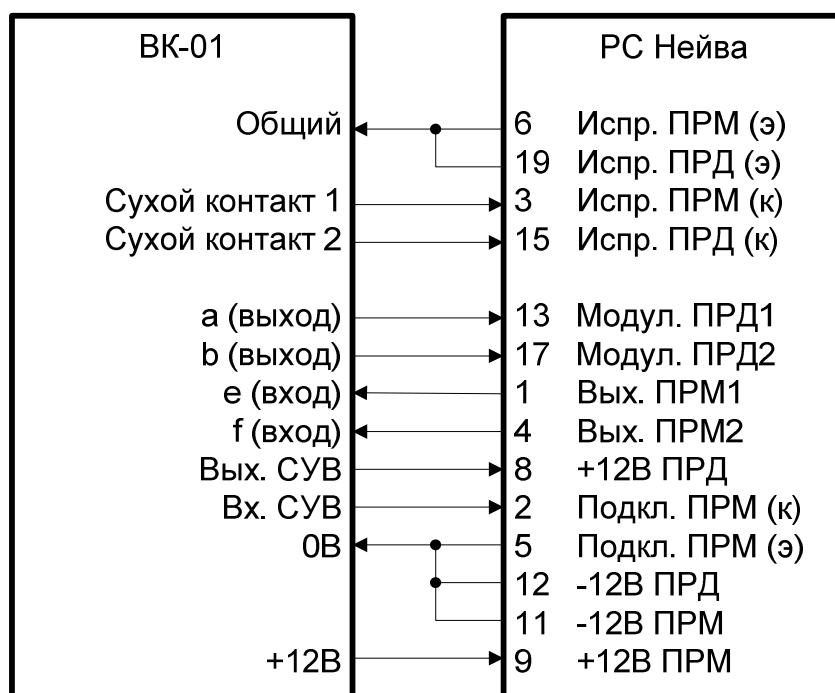 ВК-01 РС Нейва
Общий 6 Испр. ПРМ (э)
19 Испр. ПРД (э)
Сухой контакт 1 3 Испр. ПРМ (к)
Сухой контакт 2 15 Испр. ПРД (к)
a (выход) 13 Модул. ПРД1
b (выход) 17 Модул. ПРД2
e (вход) 1 Вых. ПРМ1
f (вход) 4 Вых. ПРМ2
Вых. СУВ 8 +12В ПРД
Вх. СУВ 2 Подкл. ПРМ (к)
0В 5 Подкл. ПРМ (э)
12 -12В ПРД
11 -12В ПРМ
+12В 9 +12В ПРМ